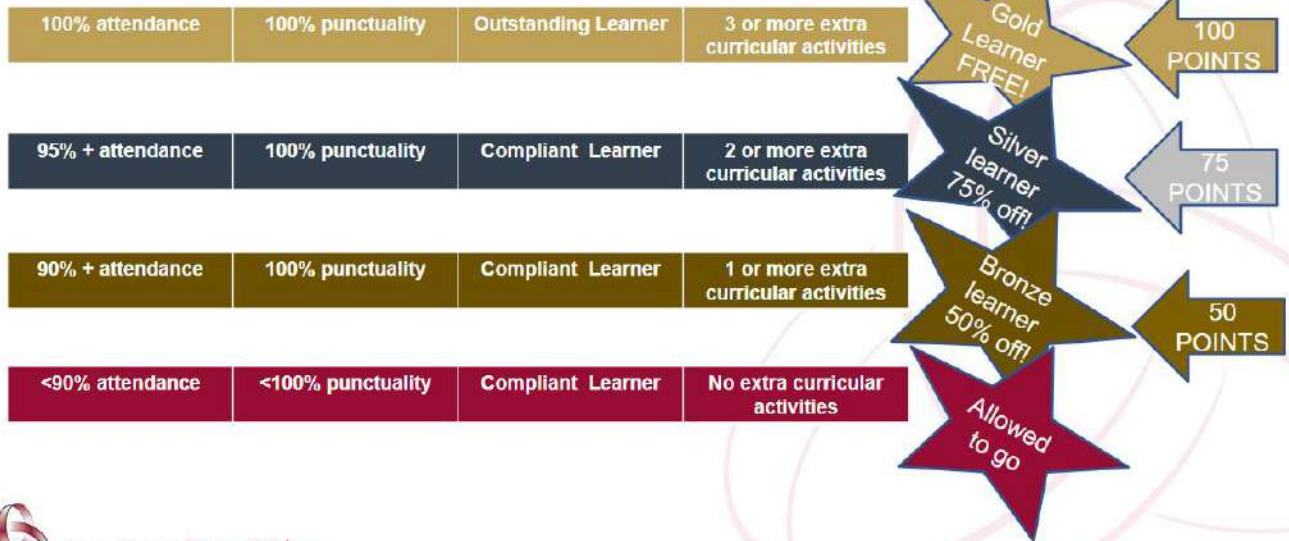 100% attendance
100% punctuality
Outstanding Learner
3 or more extra
curricular activities
Gold
Learner
FREE!
100
POINTS
95% + attendance
100% punctuality
Compliant Learner
2 or more extra
curricular activities
Silver
learner
75% off!
75
POINTS
90% + attendance
100% punctuality
Compliant Learner
1 or more extra
curricular activities
Bronze
learner
50% off!
50
POINTS
<90% attendance
<100% punctuality
Compliant Learner
No extra curricular
activities
Allowed
to go